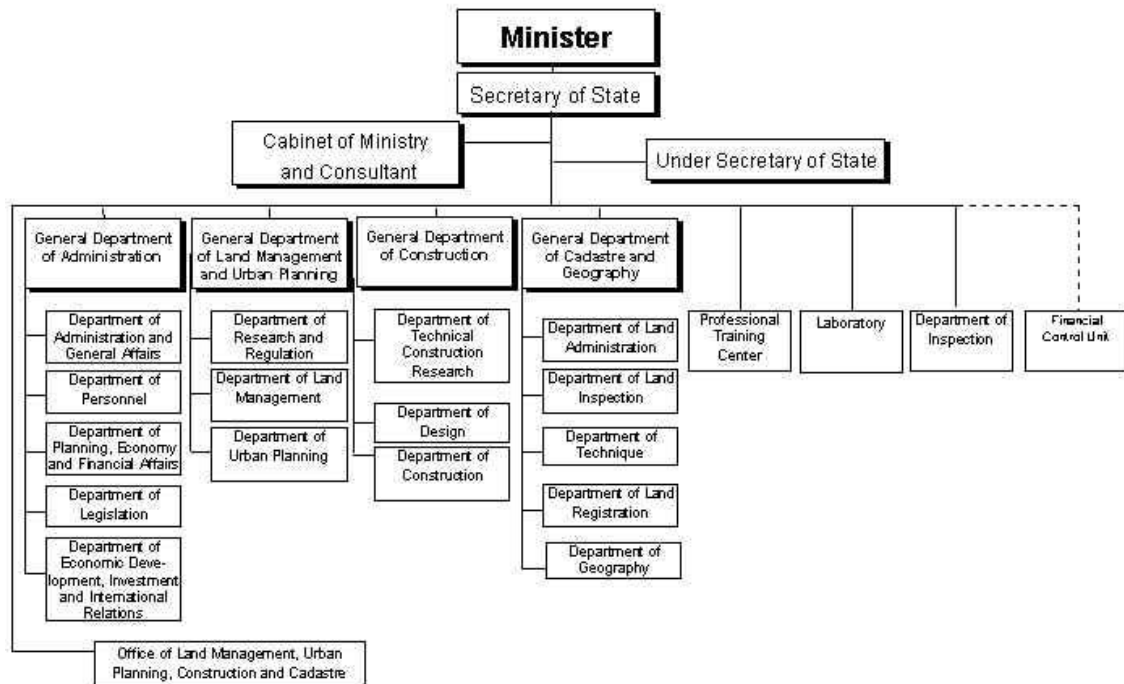 Minister
Secretary of State
Cabinet of Ministry
and Consultant
Under Secretary of State
General Department
of Administration
General Department
of Land Management
and Urban Planning
General Department
of Construction
General Department
of Cadastre and
Geography
Department of
Administration and
General Affairs
Department of
Personnel
Department of
Planning, Economy
and Financial Affairs
Department of
Legislation
Department of
Economic Deve-
lopment, Investment
and International
Relations
Department of
Research and
Regulation
Department of Land
Management
Department of
Urban Planning
Department of
Technical
Construction
Research
Department of
Design
Department of
Construction
Department of Land
Administration
Department of Land
Inspection
Department of
Technique
Department of Land
Registration
Department of
Geography
Professional
Training
Center
Laboratory
Department of
Inspection
Financial
Control Unit
Office of Land Management, Urban
Planning, Construction and Cadastre